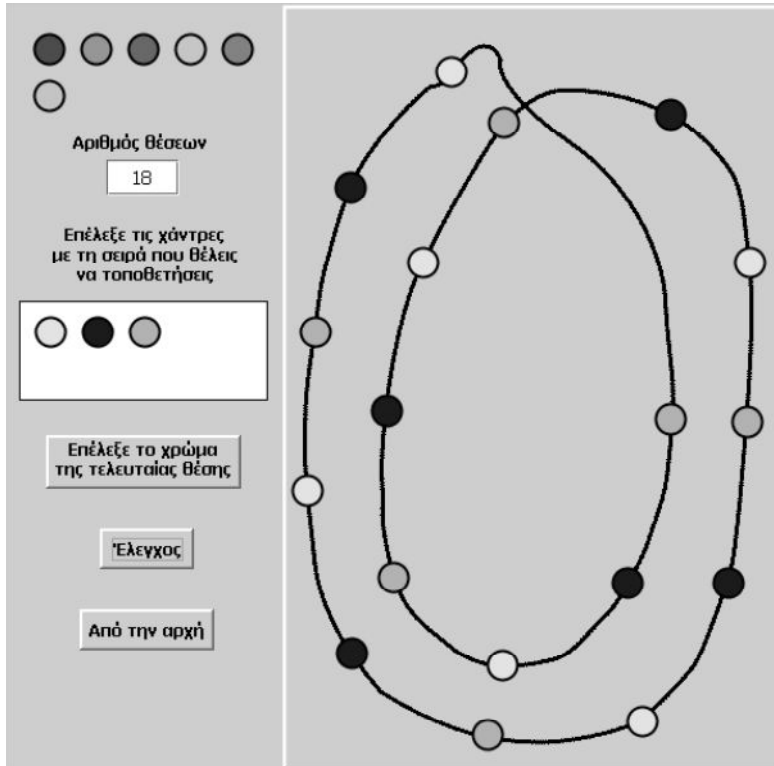 Αριθμός θέσεων
18
Επέλεξε τις χάντρες
με τη σειρά που θέλεις
να τοποθετήσεις
Επέλεξε το χρώμα
της τελευταίας θέσης
Έλεγχος
Από την αρχή